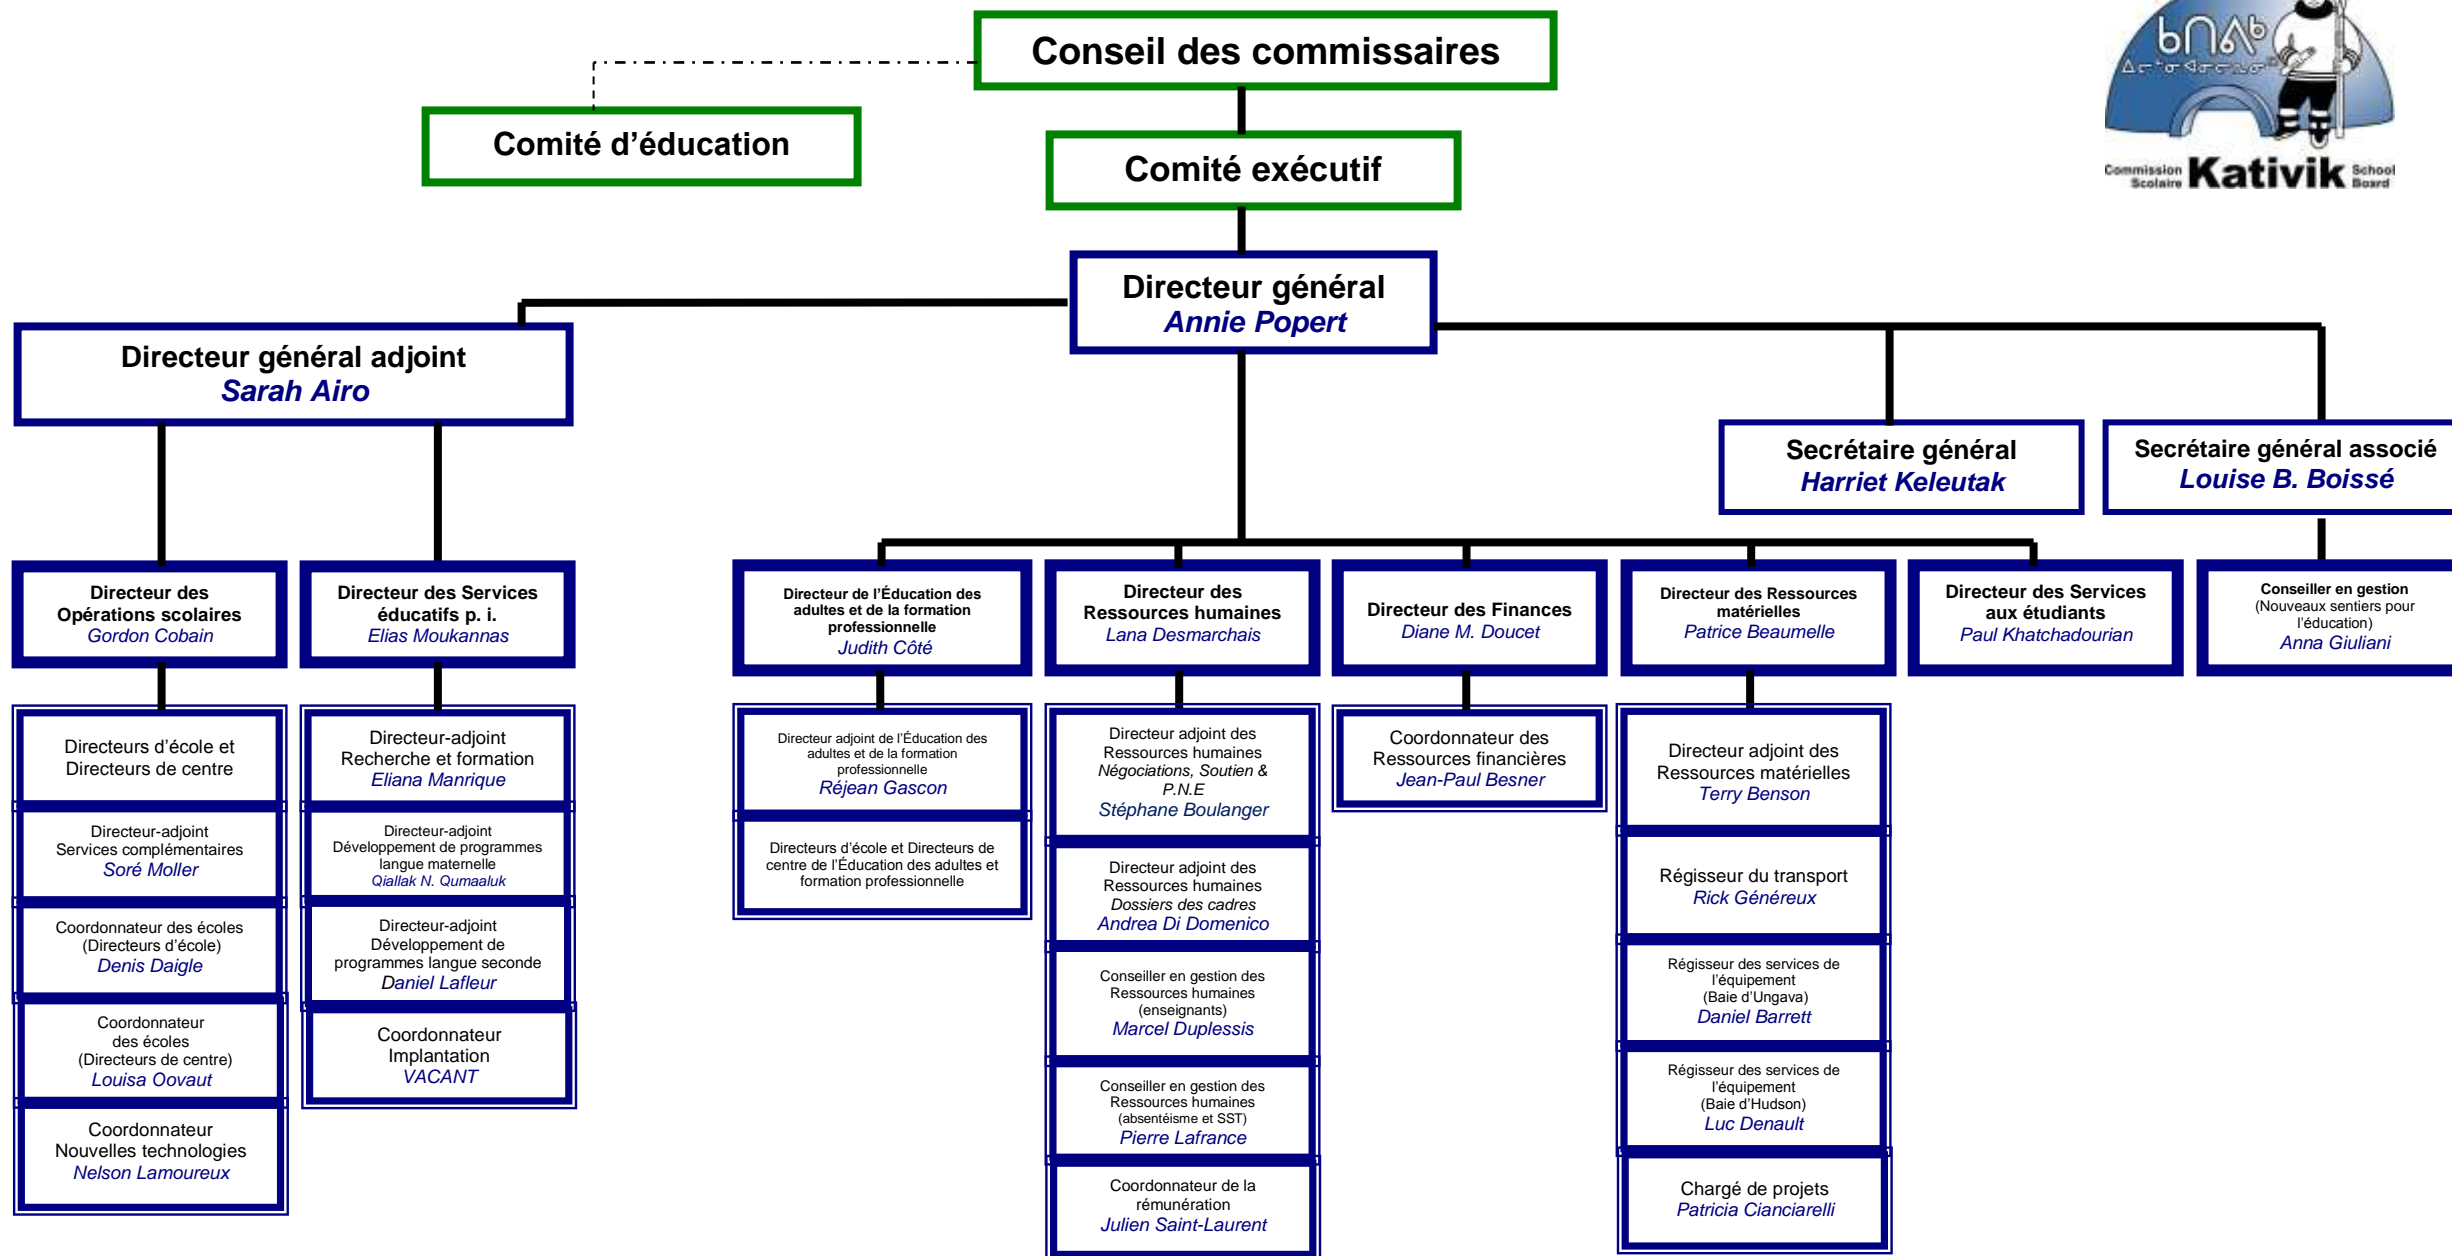 Conseil des commissaires
ᑲᑎᕕᒃ
Commission Scolaire Kativik School Board
Comité d'éducation
Comité exécutif
Directeur général
Annie Popert
Directeur général adjoint
Sarah Airo
Secrétaire général
Harriet Keleutak
Secrétaire général associé
Louise B. Boissé
Directeur des
Opérations scolaires
Gordon Cobain
Directeur des Services
éducatifs p. i.
Elias Moukannas
Directeur de l'Éducation des
adultes et de la formation
professionnelle
Judith Côté
Directeur des
Ressources humaines
Lana Desmarchais
Directeur des Finances
Diane M. Doucet
Directeur des Ressources
matérielles
Patrice Beaumelle
Directeur des Services
aux étudiants
Paul Khatchadourian
Conseiller en gestion
(Nouveaux sentiers pour
l'éducation)
Anna Giuliani
Directeurs d'école et
Directeurs de centre
Directeur-adjoint
Services complémentaires
Soré Moller
Coordonnateur des écoles
(Directeurs d'école)
Denis Daigle
Coordonnateur
des écoles
(Directeurs de centre)
Louisa Oovaut
Coordonnateur
Nouvelles technologies
Nelson Lamoureux
Directeur-adjoint
Recherche et formation
Eliana Manrique
Directeur-adjoint
Développement de programmes
langue maternelle
Qiallak N. Qumaaluk
Directeur-adjoint
Développement de
programmes langue seconde
Daniel Lafleur
Coordonnateur
Implantation
VACANT
Directeur adjoint de l'Éducation des
adultes et de la formation
professionnelle
Réjean Gascon
Directeurs d'école et Directeurs de
centre de l'Éducation des adultes et
formation professionnelle
Directeur adjoint des
Ressources humaines
Négociations, Soutien &
P.N.E
Stéphane Boulanger
Directeur adjoint des
Ressources humaines
Dossiers des cadres
Andrea Di Domenico
Conseiller en gestion des
Ressources humaines
(enseignants)
Marcel Duplessis
Conseiller en gestion des
Ressources humaines
(absentéisme et SST)
Pierre Lafrance
Coordonnateur de la
rémunération
Julien Saint-Laurent
Coordonnateur des
Ressources financières
Jean-Paul Besner
Directeur adjoint des
Ressources matérielles
Terry Benson
Régisseur du transport
Rick Généreux
Régisseur des services de
l'équipement
(Baie d'Ungava)
Daniel Barrett
Régisseur des services de
l'équipement
(Baie d'Hudson)
Luc Denault
Chargé de projets
Patricia Cianciarelli